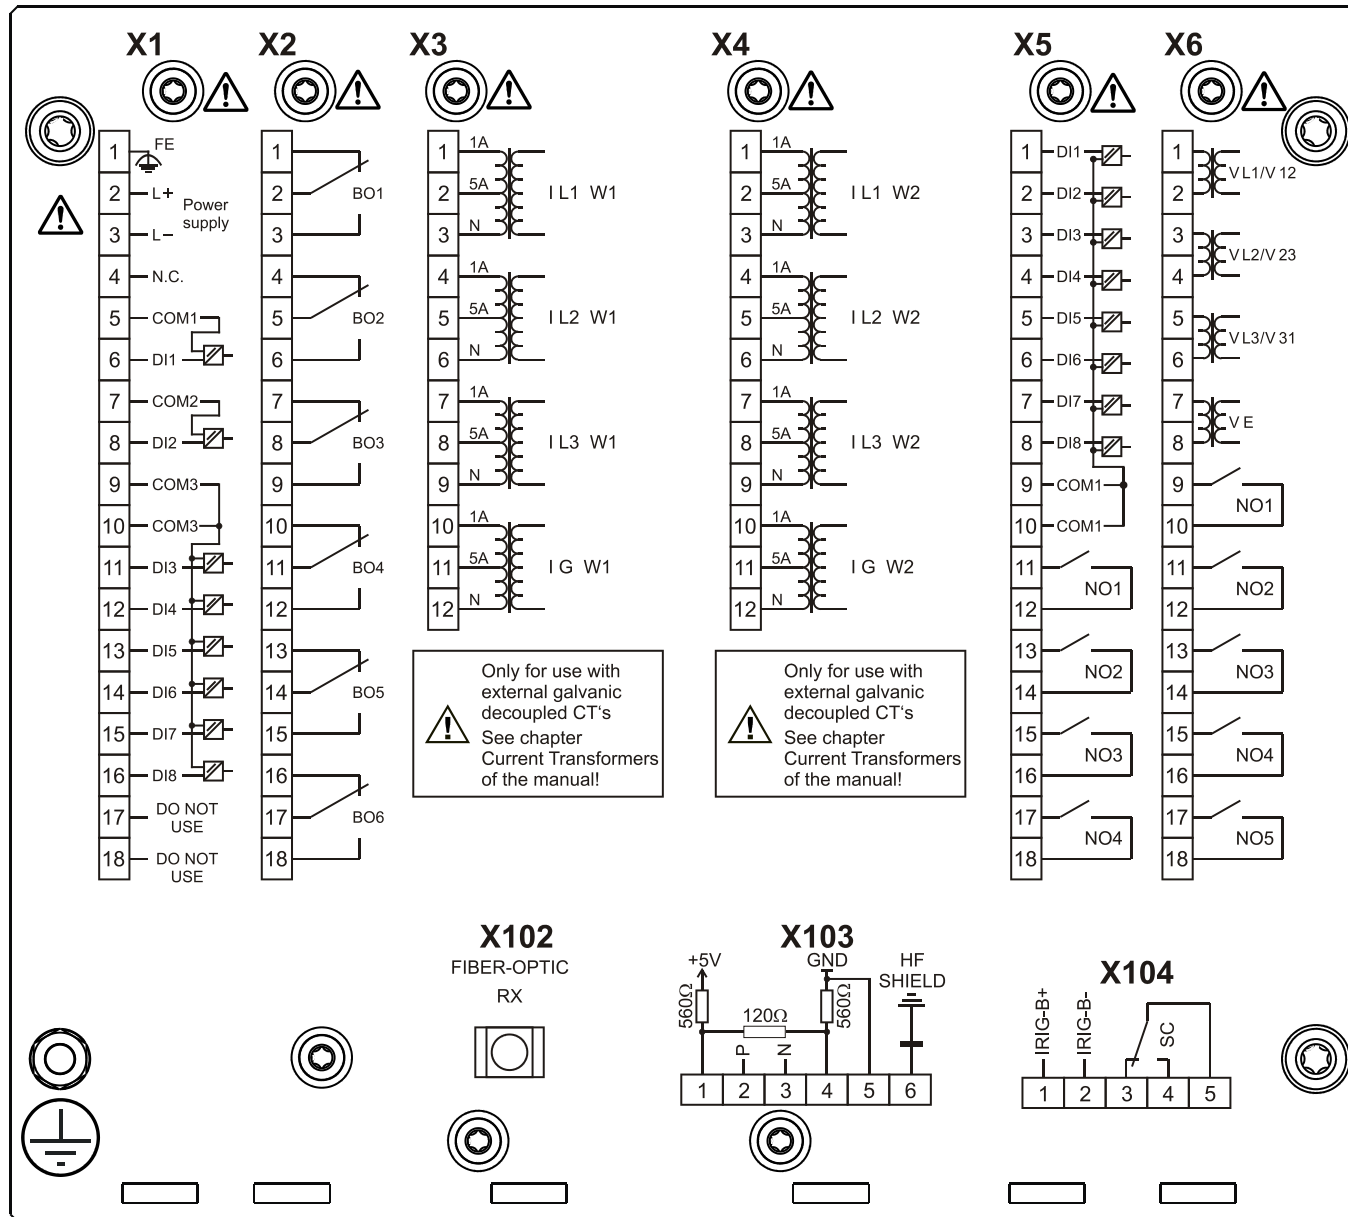 X1 X2 X3 X4 X5 X6
1 FE
2 L+ Power
supply
3 L–
4 N.C.
5 COM1
6 DI1
7 COM2
8 DI2
9 COM3
10 COM3
11 DI3
12 DI4
13 DI5
14 DI6
15 DI7
16 DI8
17 DO NOT
USE
18 DO NOT
USE
1
2 BO1
3
4
5 BO2
6
7
8 BO3
9
10
11 BO4
12
13
14 BO5
15
16
17 BO6
18
1 1A
2 5A I L1 W1
3 N
4 1A
5 5A I L2 W1
6 N
7 1A
8 5A I L3 W1
9 N
10 1A
11 5A I G W1
12 N
Only for use with
external galvanic
decoupled CT‘s
See chapter
Current Transformers
of the manual!
1 1A
2 5A I L1 W2
3 N
4 1A
5 5A I L2 W2
6 N
7 1A
8 5A I L3 W2
9 N
10 1A
11 5A I G W2
12 N
Only for use with
external galvanic
decoupled CT‘s
See chapter
Current Transformers
of the manual!
1 DI1
2 DI2
3 DI3
4 DI4
5 DI5
6 DI6
7 DI7
8 DI8
9 COM1
10 COM1
11
NO1
12
13
NO2
14
15
NO3
16
17
NO4
18
1
V L1/V 12
2
3
V L2/V 23
4
5
V L3/V 31
6
7
V E
8
9
NO1
10
11
NO2
12
13
NO3
14
15
NO4
16
17
NO5
18
X102
FIBER-OPTIC
RX
X103
+5V GND HF
SHIELD
560Ω 120Ω 560Ω
P N
1 2 3 4 5 6
X104
IRIG-B+ IRIG-B- SC
1 2 3 4 5